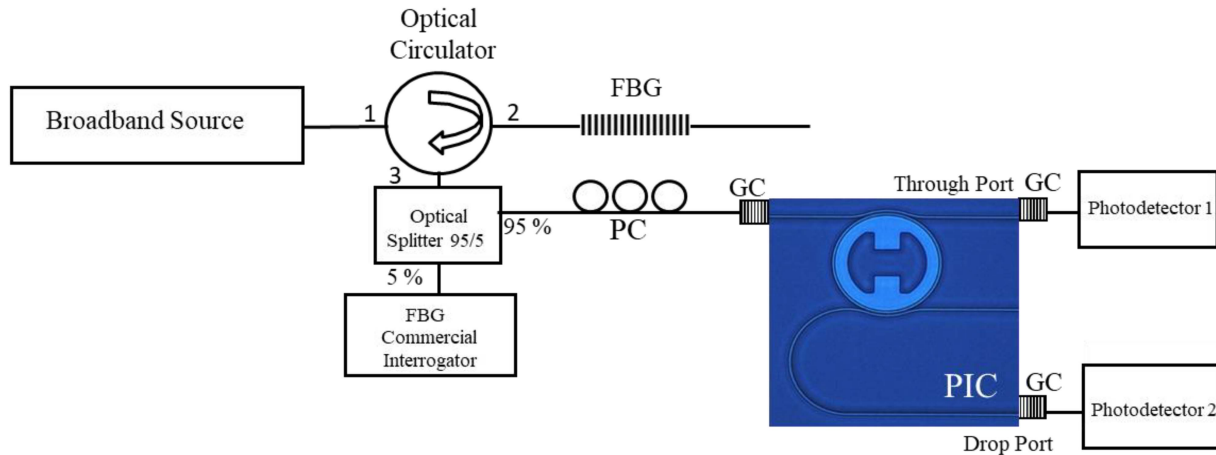 Optical
Circulator
Broadband Source
1
2
FBG
3
Optical
Splitter 95/5
95 %
PC
GC
Through Port
GC
Photodetector 1
5 %
FBG
Commercial
Interrogator
PIC
GC
Photodetector 2
Drop Port